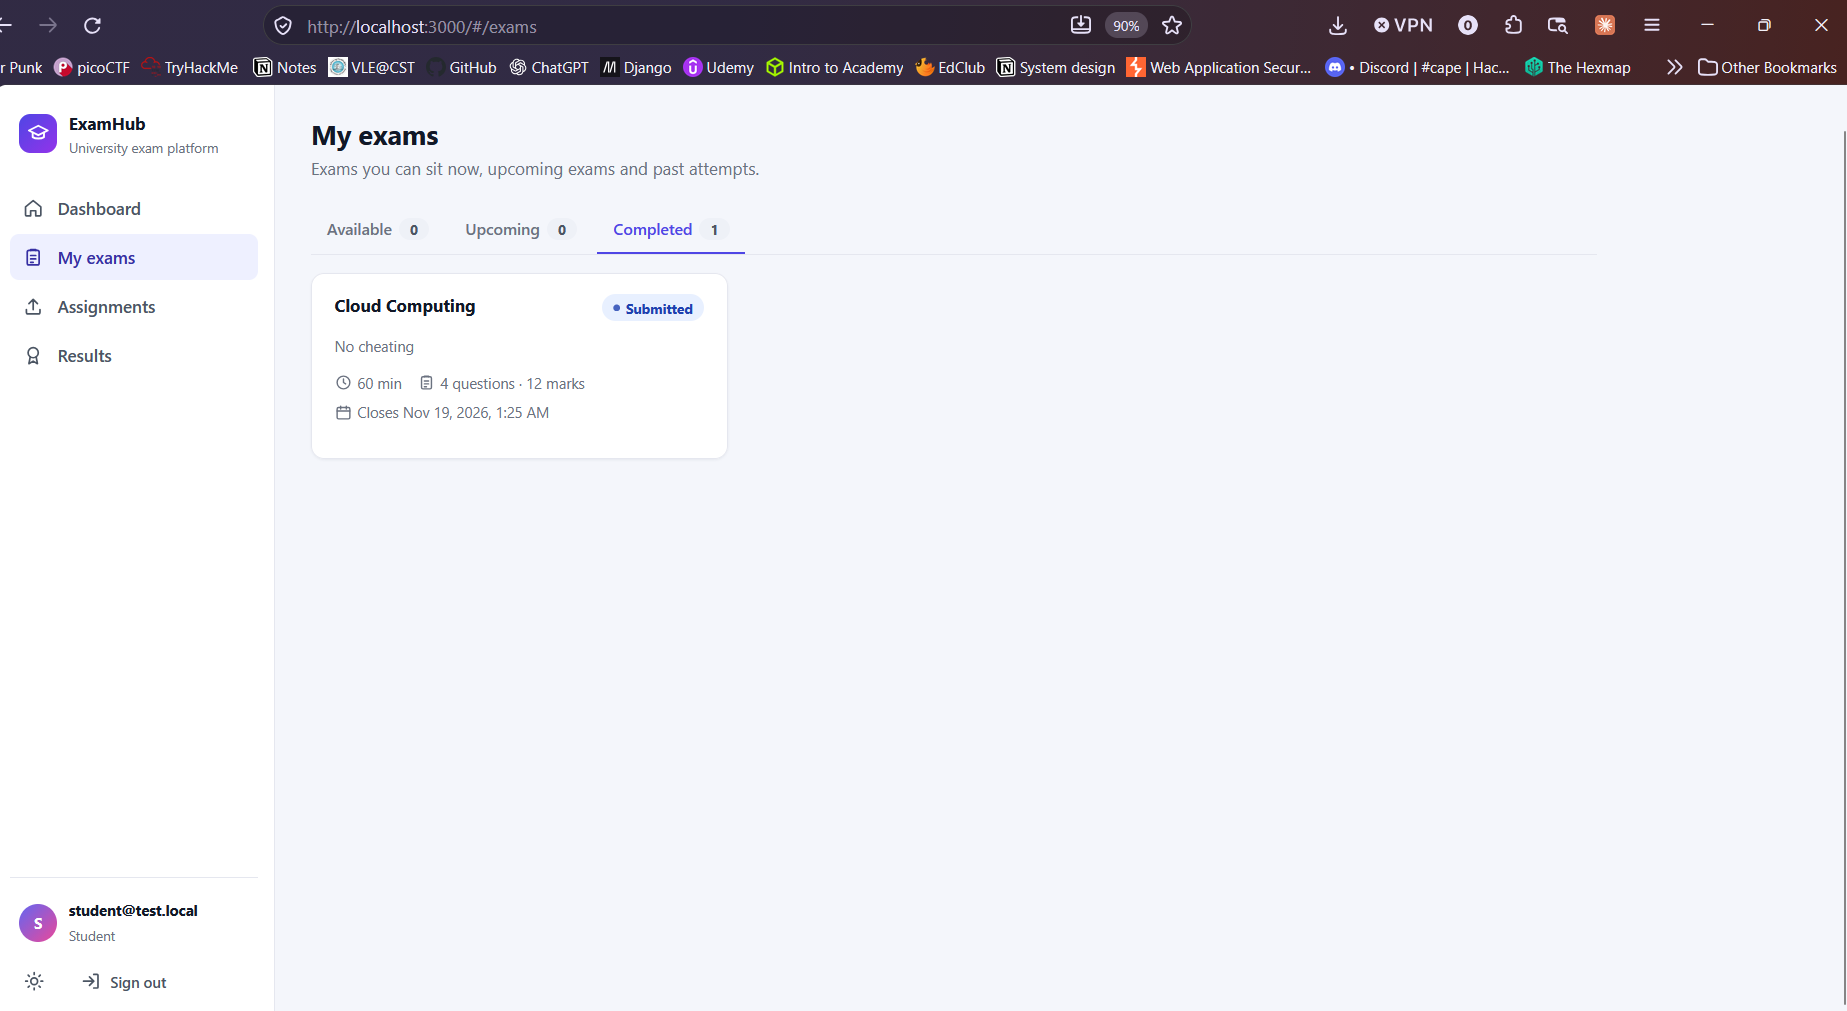 http://localhost:3000/#/exams
90%
VPN
r Punk
picoCTF
TryHackMe
Notes
VLE@CST
GitHub
ChatGPT
Django
Udemy
Intro to Academy
EdClub
System design
Web Application Secur...
• Discord | #cape | Hac...
The Hexmap
Other Bookmarks
ExamHub
University exam platform
Dashboard
My exams
Assignments
Results
student@test.local
S
Student
Sign out
My exams
Exams you can sit now, upcoming exams and past attempts.
Available 0
Upcoming 0
Completed 1
Cloud Computing
Submitted
No cheating
60 min
4 questions · 12 marks
Closes Nov 19, 2026, 1:25 AM